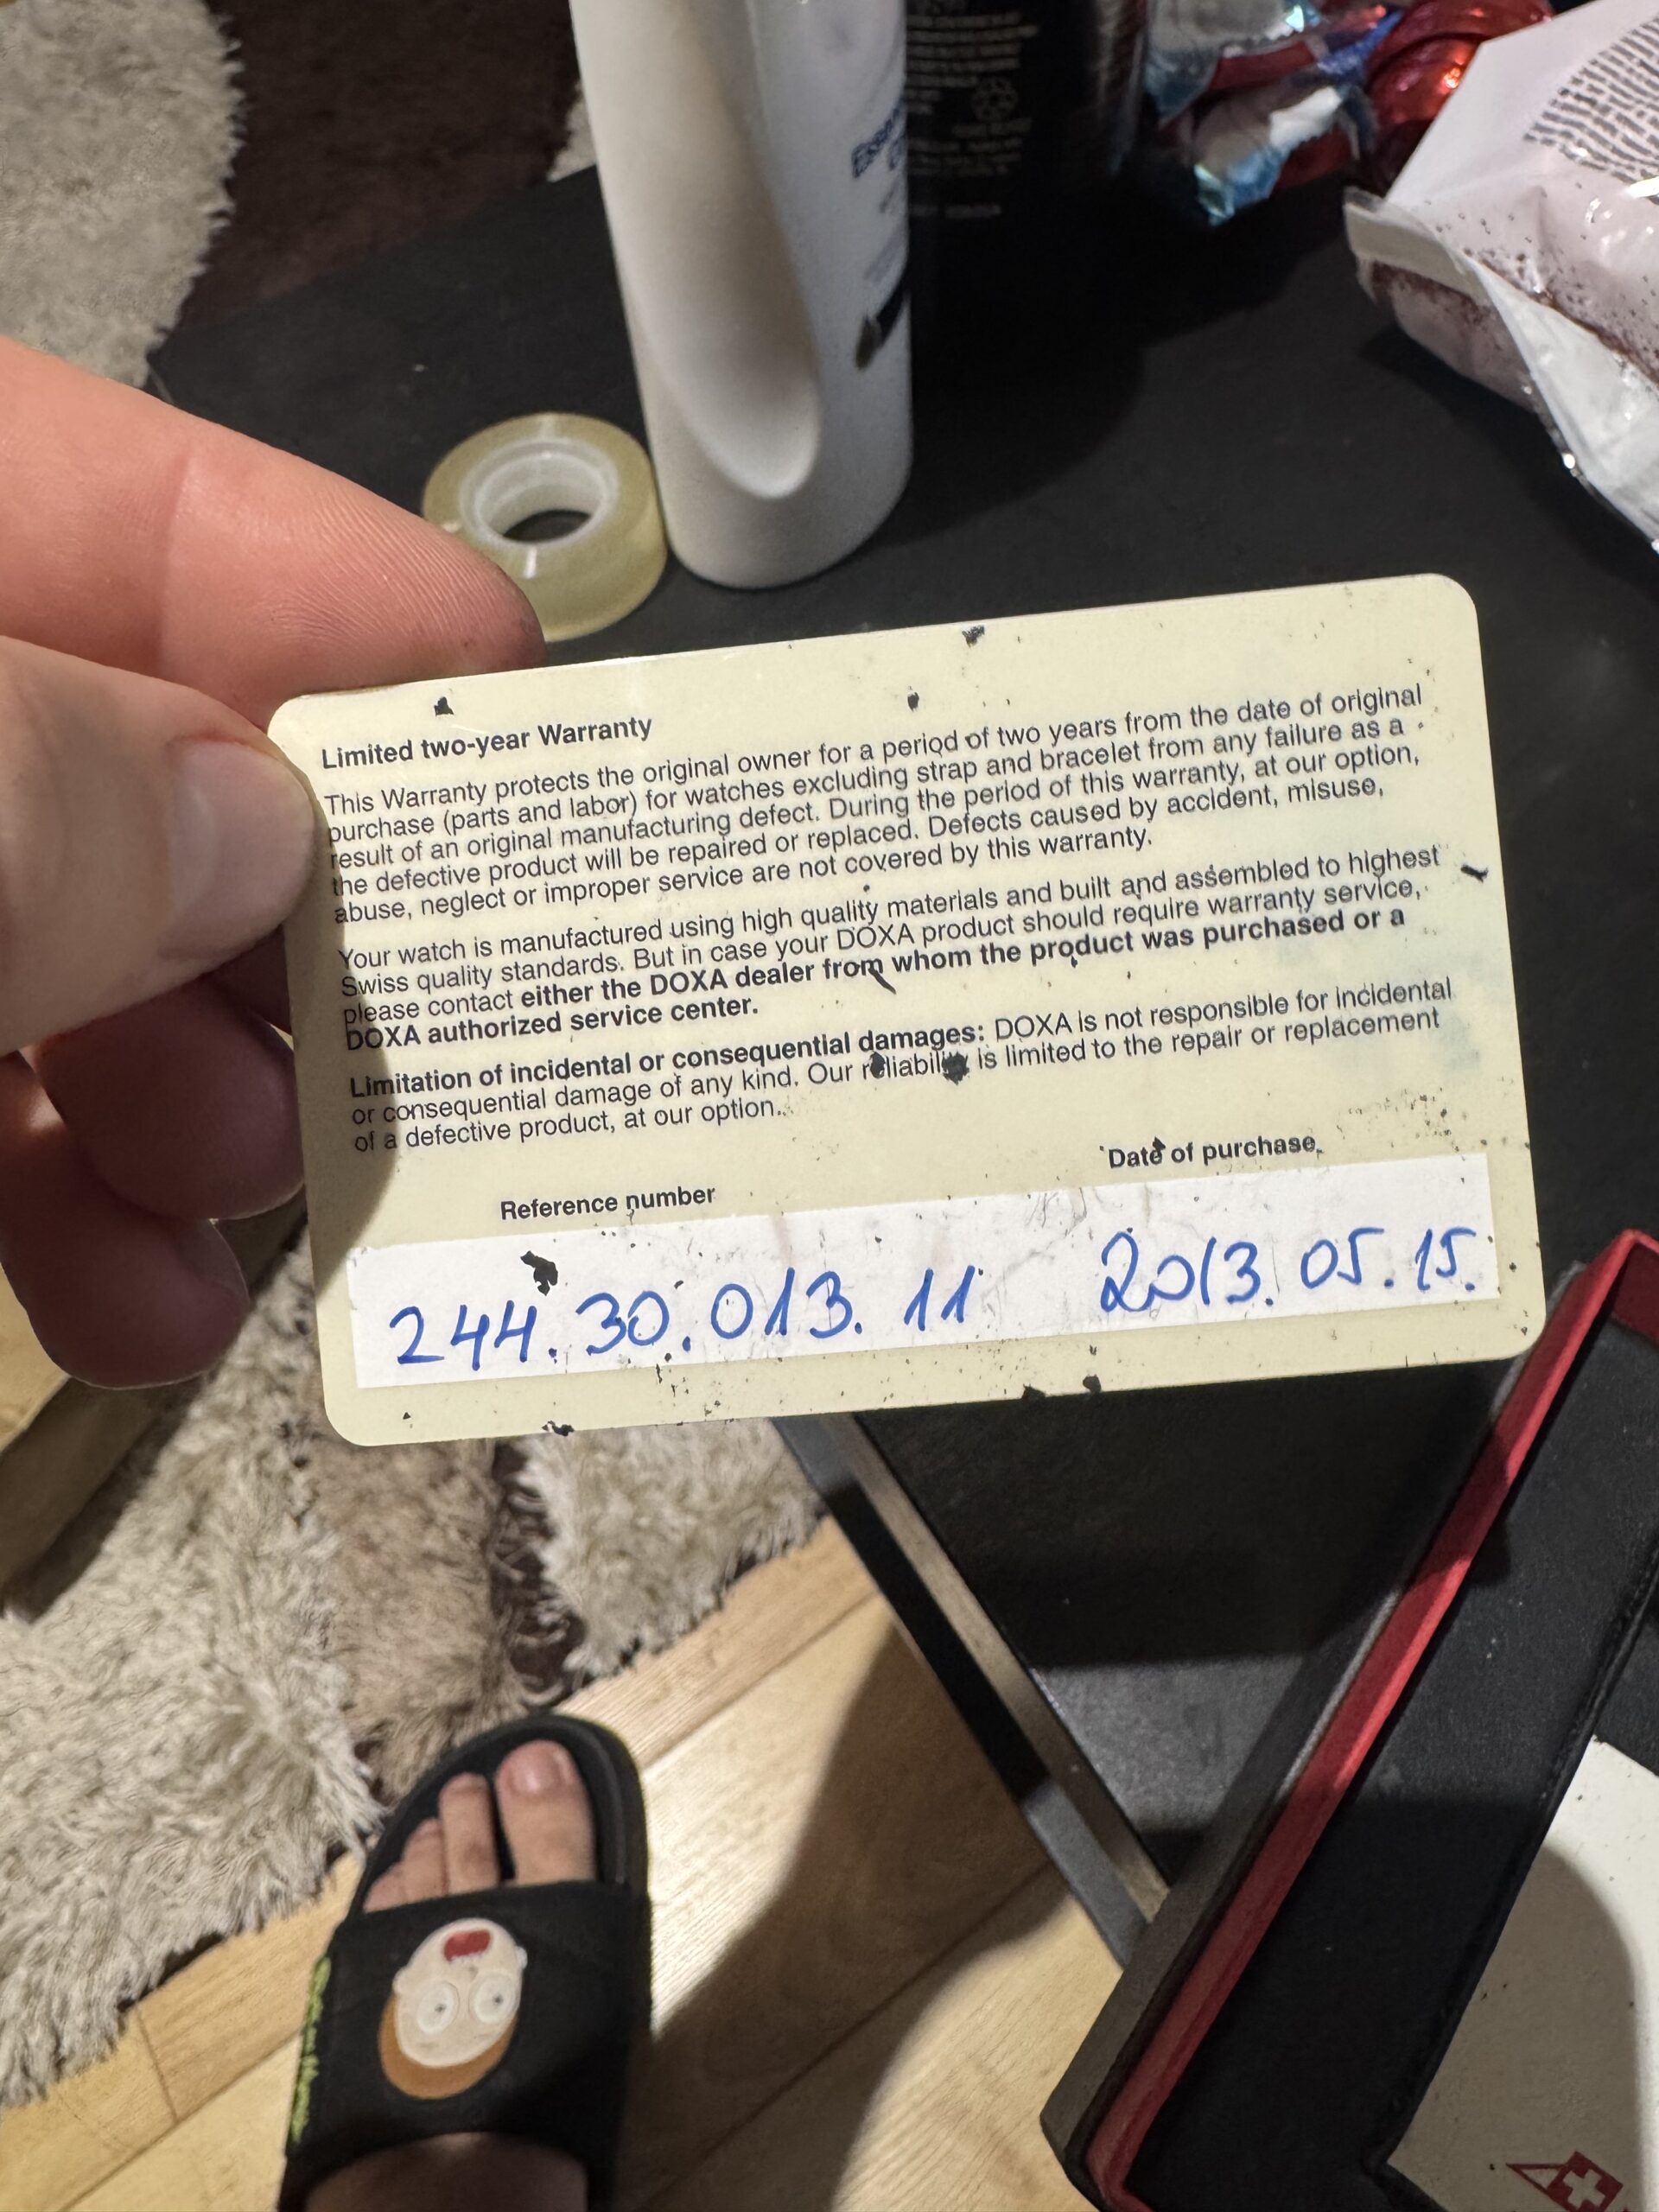 Limited two-year Warranty
This Warranty protects the original owner for a period of two years from the date of original
purchase (parts and labor) for watches excluding strap and bracelet from any failure as a
result of an original manufacturing defect. During the period of this warranty, at our option,
the defective product will be repaired or replaced. Defects caused by accident, misuse,
abuse, neglect or improper service are not covered by this warranty.
Your watch is manufactured using high quality materials and built and assembled to highest
Swiss quality standards. But in case your DOXA product should require warranty service,
please contact either the DOXA dealer from whom the product was purchased or a
DOXA authorized service center.
Limitation of incidental or consequential damages: DOXA is not responsible for incidental
or consequential damage of any kind. Our reliability is limited to the repair or replacement
of a defective product, at our option.
Reference number Date of purchase
244.30.013.11 2013.05.15.